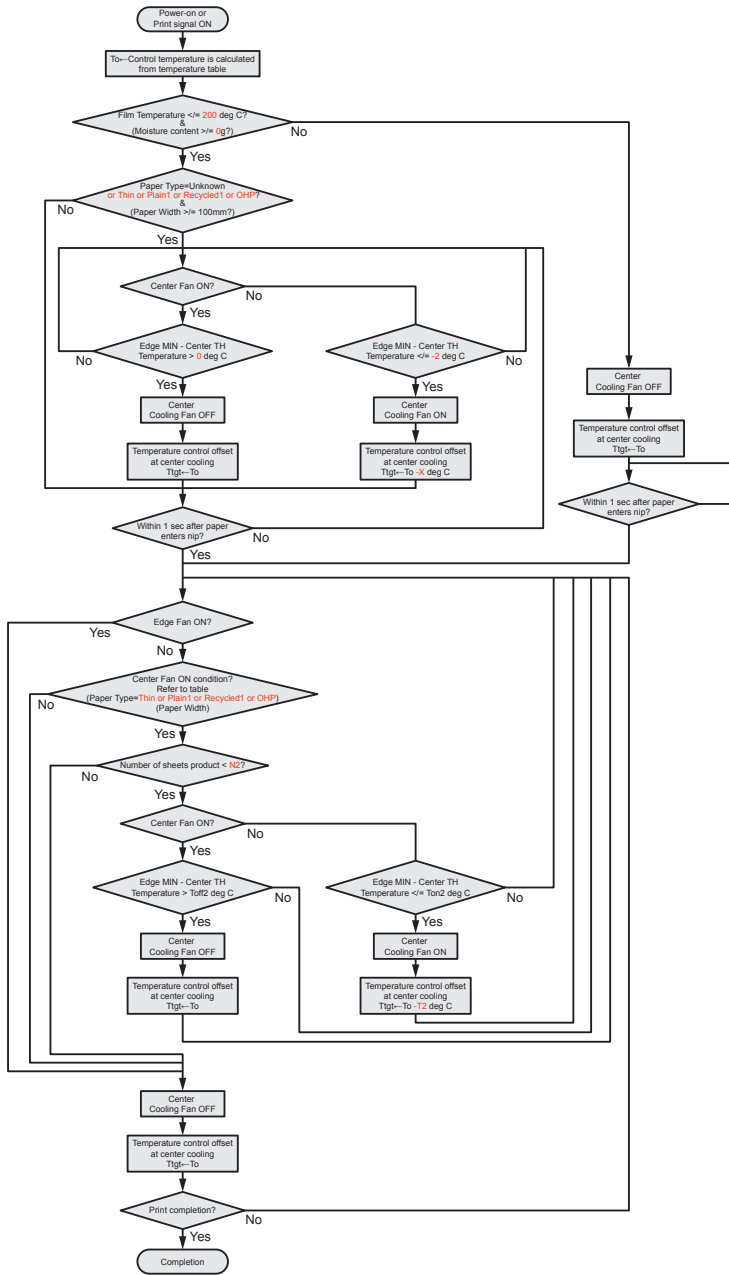 Power-on or
Print signal ON
To←Control temperature is calculated
from temperature table
Film Temperature </= 200 deg C?
&
(Moisture content >/= 0g?)
No
Yes
Paper Type=Unknown
or Thin or Plain1 or Recycled1 or OHP?
&
(Paper Width >/= 100mm?)
No
Yes
Center Fan ON?
No
Yes
Edge MIN - Center TH
Temperature > 0 deg C
No
Yes
Edge MIN - Center TH
Temperature </= -2 deg C
No
Yes
Center
Cooling Fan OFF
Center
Cooling Fan ON
Center
Cooling Fan OFF
Temperature control offset
at center cooling
Ttgt←To
Temperature control offset
at center cooling
Ttgt←To -X deg C
Temperature control offset
at center cooling
Ttgt←To
Within 1 sec after paper
enters nip?
No
Yes
Within 1 sec after paper
enters nip?
Edge Fan ON?
Yes
No
Center Fan ON condition?
Refer to table
(Paper Type=Thin or Plain1 or Recycled1 or OHP)
(Paper Width)
No
Yes
Number of sheets product < N2?
No
Yes
Center Fan ON?
No
Yes
Edge MIN - Center TH
Temperature > Toff2 deg C
No
Yes
Edge MIN - Center TH
Temperature </= Ton2 deg C
No
Yes
Center
Cooling Fan OFF
Center
Cooling Fan ON
Temperature control offset
at center cooling
Ttgt←To
Temperature control offset
at center cooling
Ttgt←To -T2 deg C
Center
Cooling Fan OFF
Temperature control offset
at center cooling
Ttgt←To
Print completion?
No
Yes
Completion